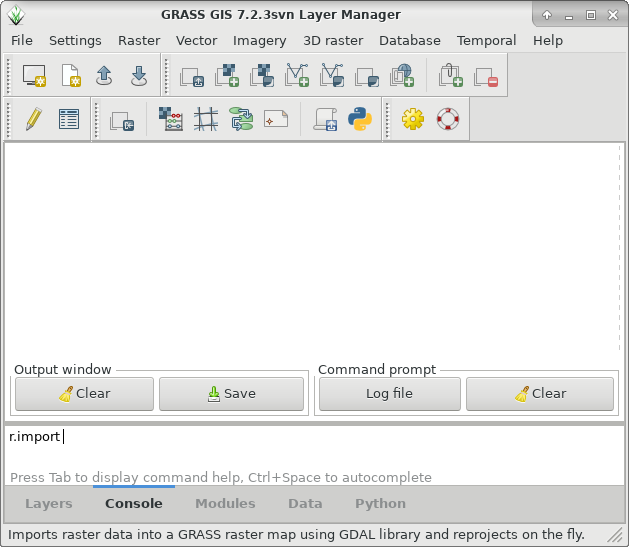 GRASS GIS 7.2.3svn Layer Manager
File Settings Raster Vector Imagery 3D raster Database Temporal Help
Output window
Command prompt
Clear
Save
Log file
Clear
r.import
Press Tab to display command help, Ctrl+Space to autocomplete
Layers Console Modules Data Python
Imports raster data into a GRASS raster map using GDAL library and reprojects on the fly.